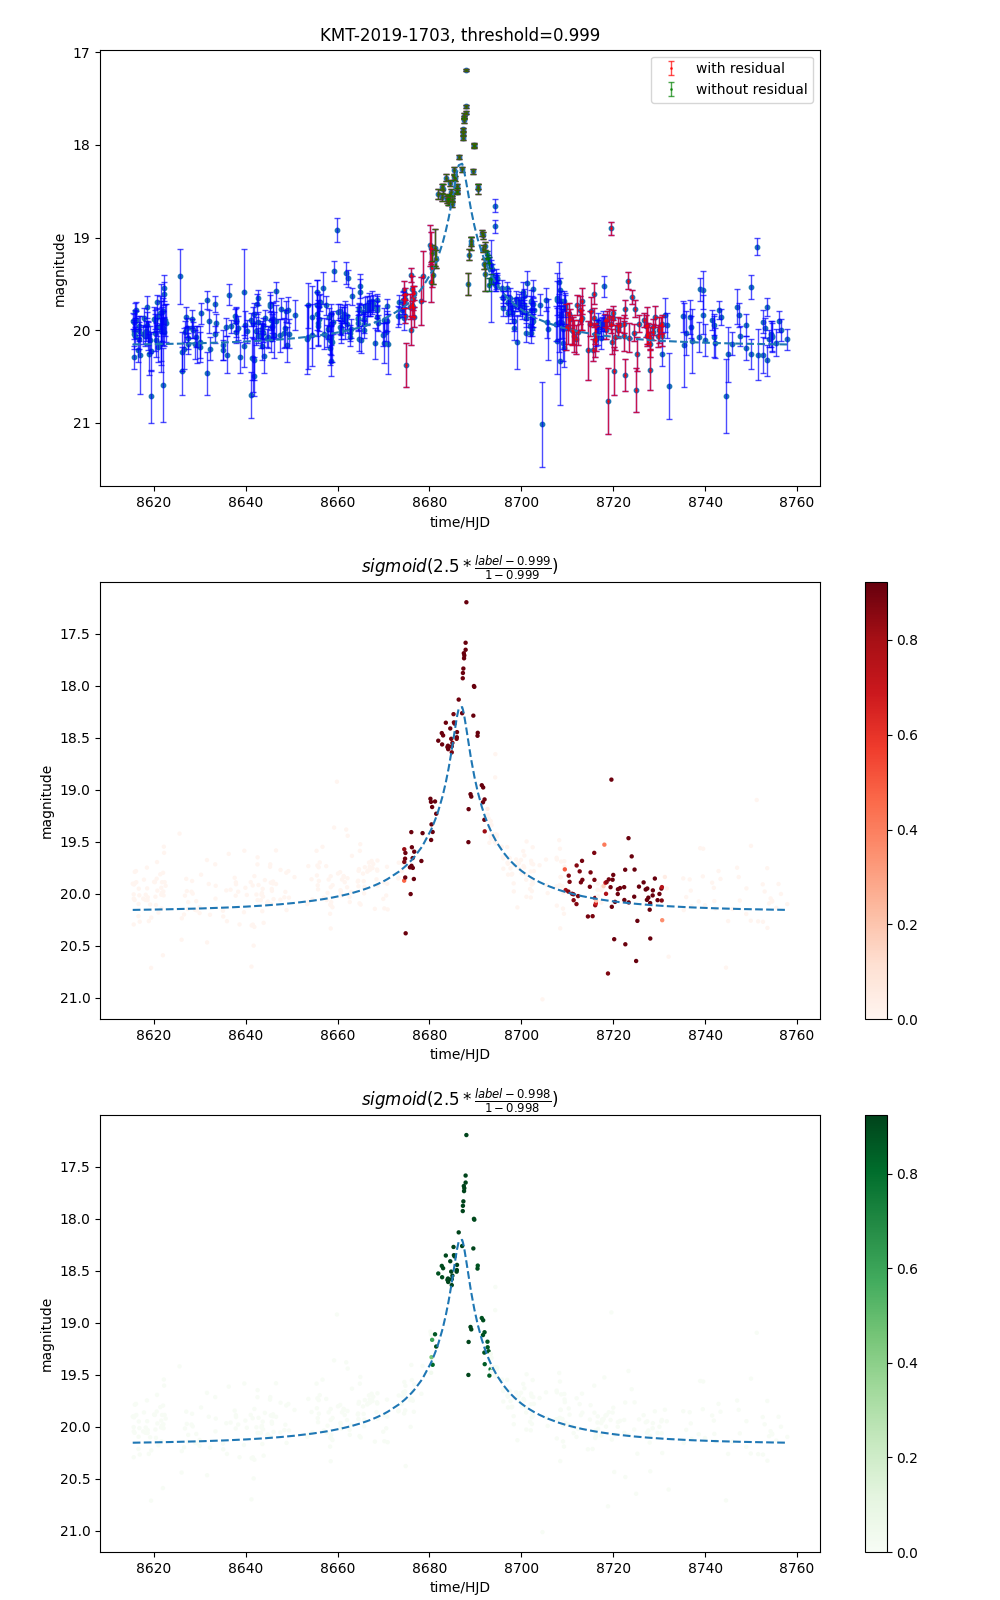 KMT-2019-1703, threshold=0.999
17
18
19
20
21
magnitude
with residual
without residual
8620 8640 8660 8680 8700 8720 8740 8760
time/HJD
sigmoid(2.5 * \frac{label − 0.999}{1 − 0.999})
17.5
18.0
18.5
19.0
19.5
20.0
20.5
21.0
magnitude
8620 8640 8660 8680 8700 8720 8740 8760
time/HJD
0.8
0.6
0.4
0.2
0.0
sigmoid(2.5 * \frac{label − 0.998}{1 − 0.998})
17.5
18.0
18.5
19.0
19.5
20.0
20.5
21.0
magnitude
8620 8640 8660 8680 8700 8720 8740 8760
time/HJD
0.8
0.6
0.4
0.2
0.0